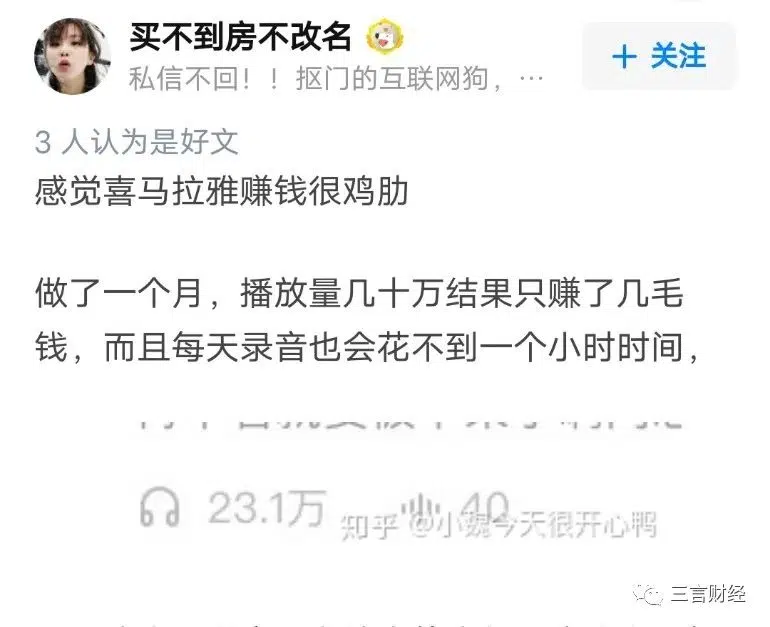 买不到房不改名
+ 关注
私信不回！！抠门的互联网狗，…
3 人认为是好文
感觉喜马拉雅赚钱很鸡肋
做了一个月，播放量几十万结果只赚了几毛
钱，而且每天录音也会花不到一个小时时间，
23.1万 40
知乎 @小魏今天很开心鸭
三言财经